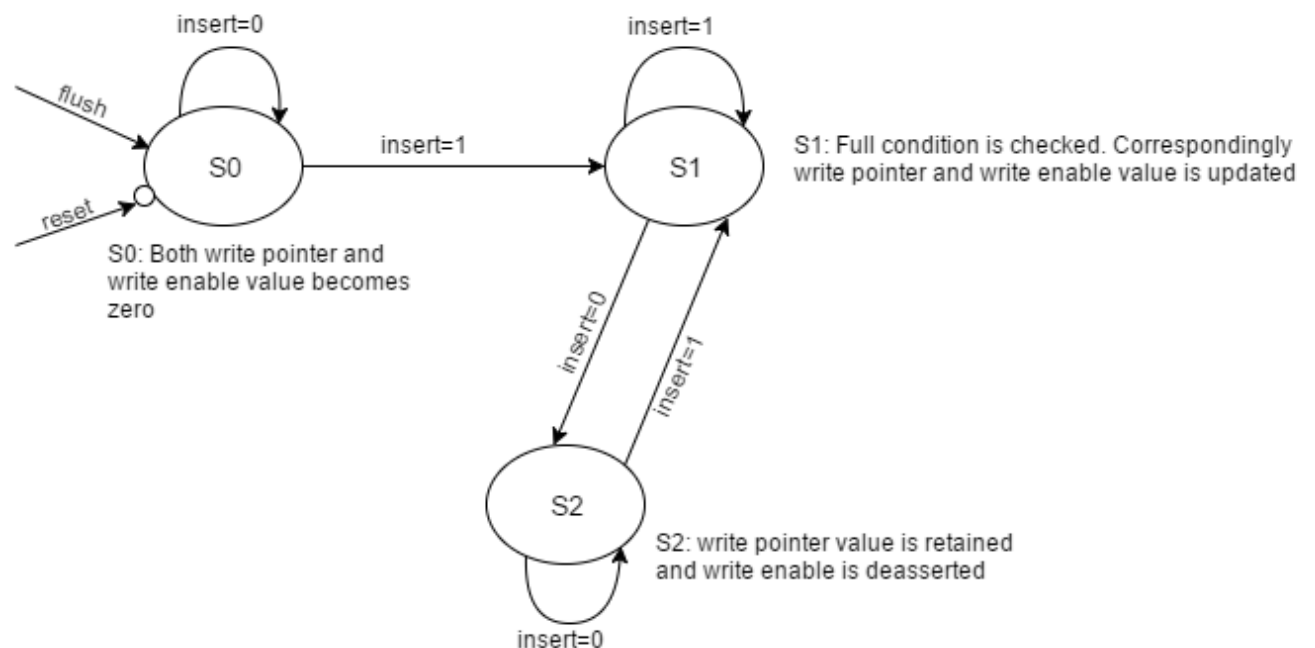 insert=0
insert=1
flush
insert=1
S0
S1
S1: Full condition is checked. Correspondingly
write pointer and write enable value is updated
reset
S0: Both write pointer and
write enable value becomes
zero
insert=0
insert=1
S2
S2: write pointer value is retained
and write enable is deasserted
insert=0